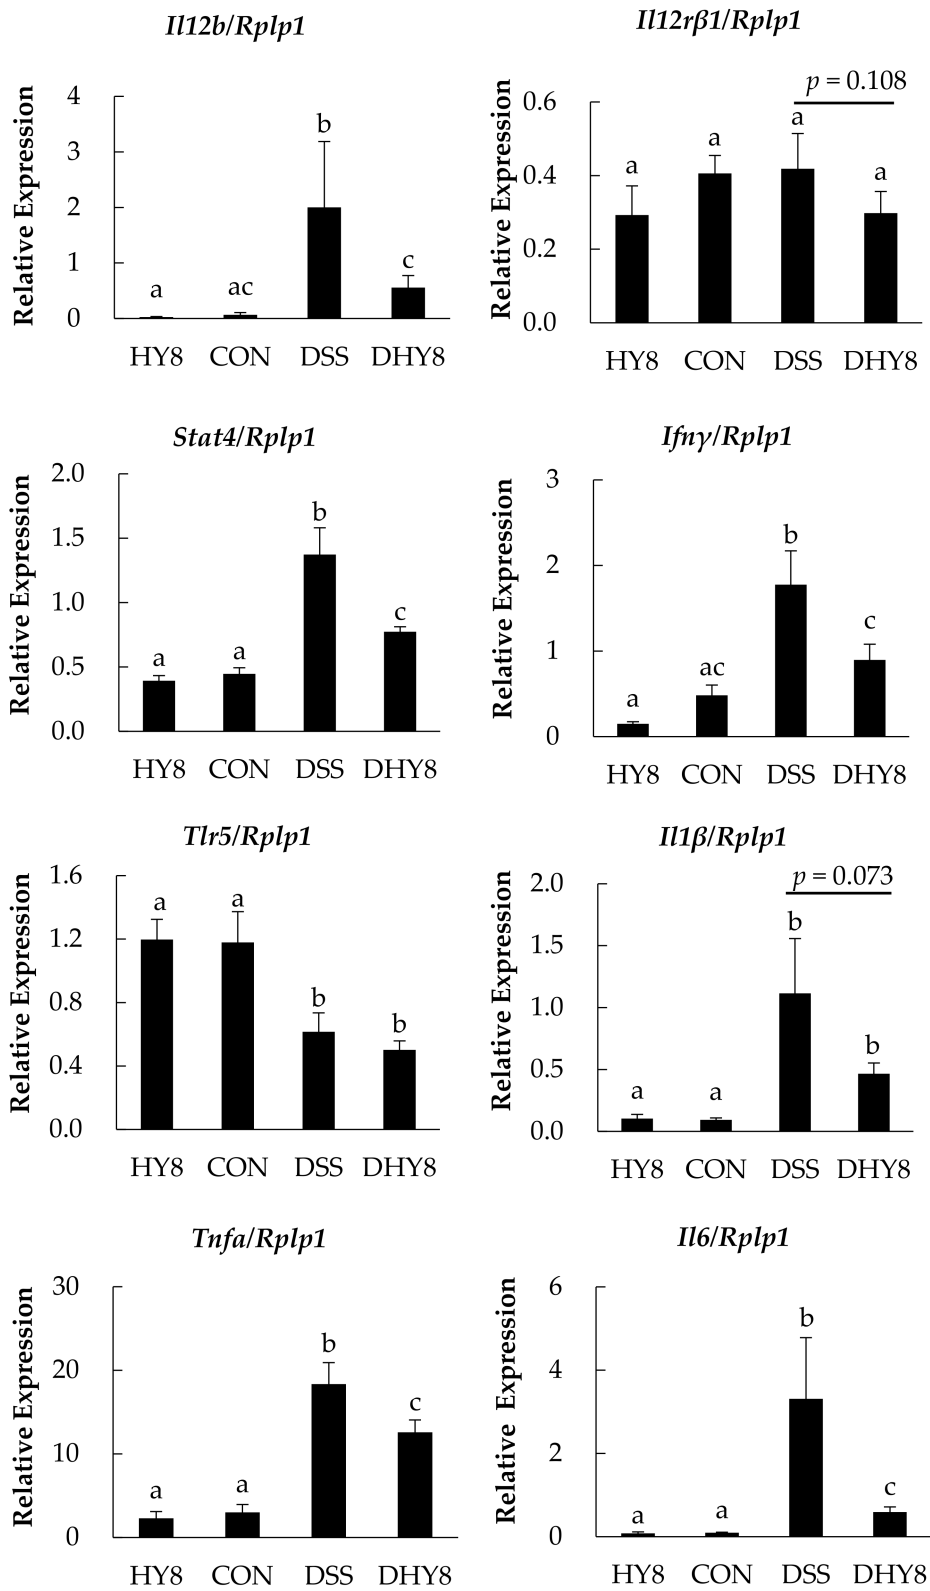 Il12b/Rplp1
Relative Expression
4
3
2
1
0
a
ac
b
c
HY8 CON DSS DHY8
Il12rβ1/Rplp1
p = 0.108
Relative Expression
0.6
0.4
0.2
0.0
a
a
a
a
HY8 CON DSS DHY8
Stat4/Rplp1
Relative Expression
2.0
1.5
1.0
0.5
0.0
a
a
b
c
HY8 CON DSS DHY8
Ifnγ/Rplp1
Relative Expression
3
2
1
0
a
ac
b
c
HY8 CON DSS DHY8
Tlr5/Rplp1
Relative Expression
1.6
1.2
0.8
0.4
0.0
a
a
b
b
HY8 CON DSS DHY8
Il1β/Rplp1
p = 0.073
Relative Expression
2.0
1.5
1.0
0.5
0.0
a
a
b
b
HY8 CON DSS DHY8
Tnfa/Rplp1
Relative Expression
30
20
10
0
a
a
b
c
HY8 CON DSS DHY8
Il6/Rplp1
Relative Expression
6
4
2
0
a
a
b
c
HY8 CON DSS DHY8